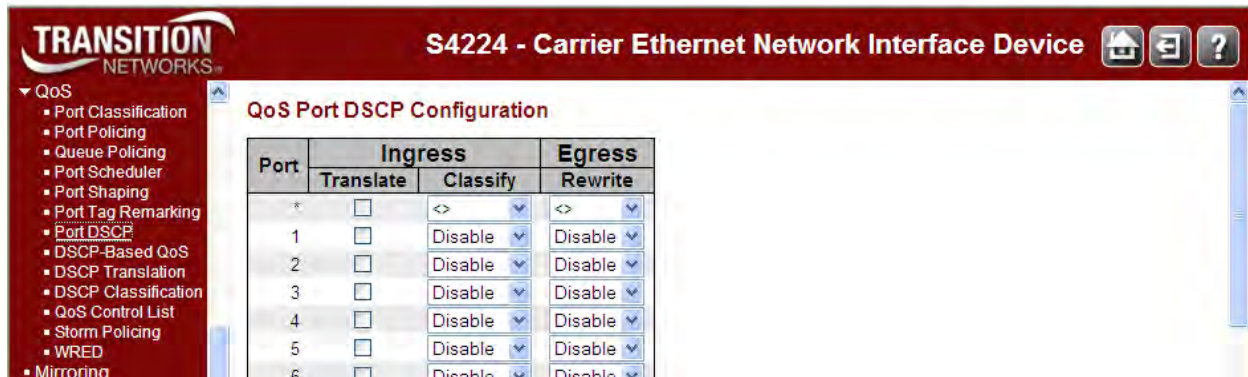 TRANSITION
NETWORKS
S4224 - Carrier Ethernet Network Interface Device
?
QoS
Port Classification
Port Policing
Queue Policing
Port Scheduler
Port Shaping
Port Tag Remarking
Port DSCP
DSCP-Based QoS
DSCP Translation
DSCP Classification
QoS Control List
Storm Policing
WRED
Mirroring
QoS Port DSCP Configuration
Port Ingress Egress
Translate Classify Rewrite
* <> <>
1 Disable Disable
2 Disable Disable
3 Disable Disable
4 Disable Disable
5 Disable Disable
6 Disable Disable